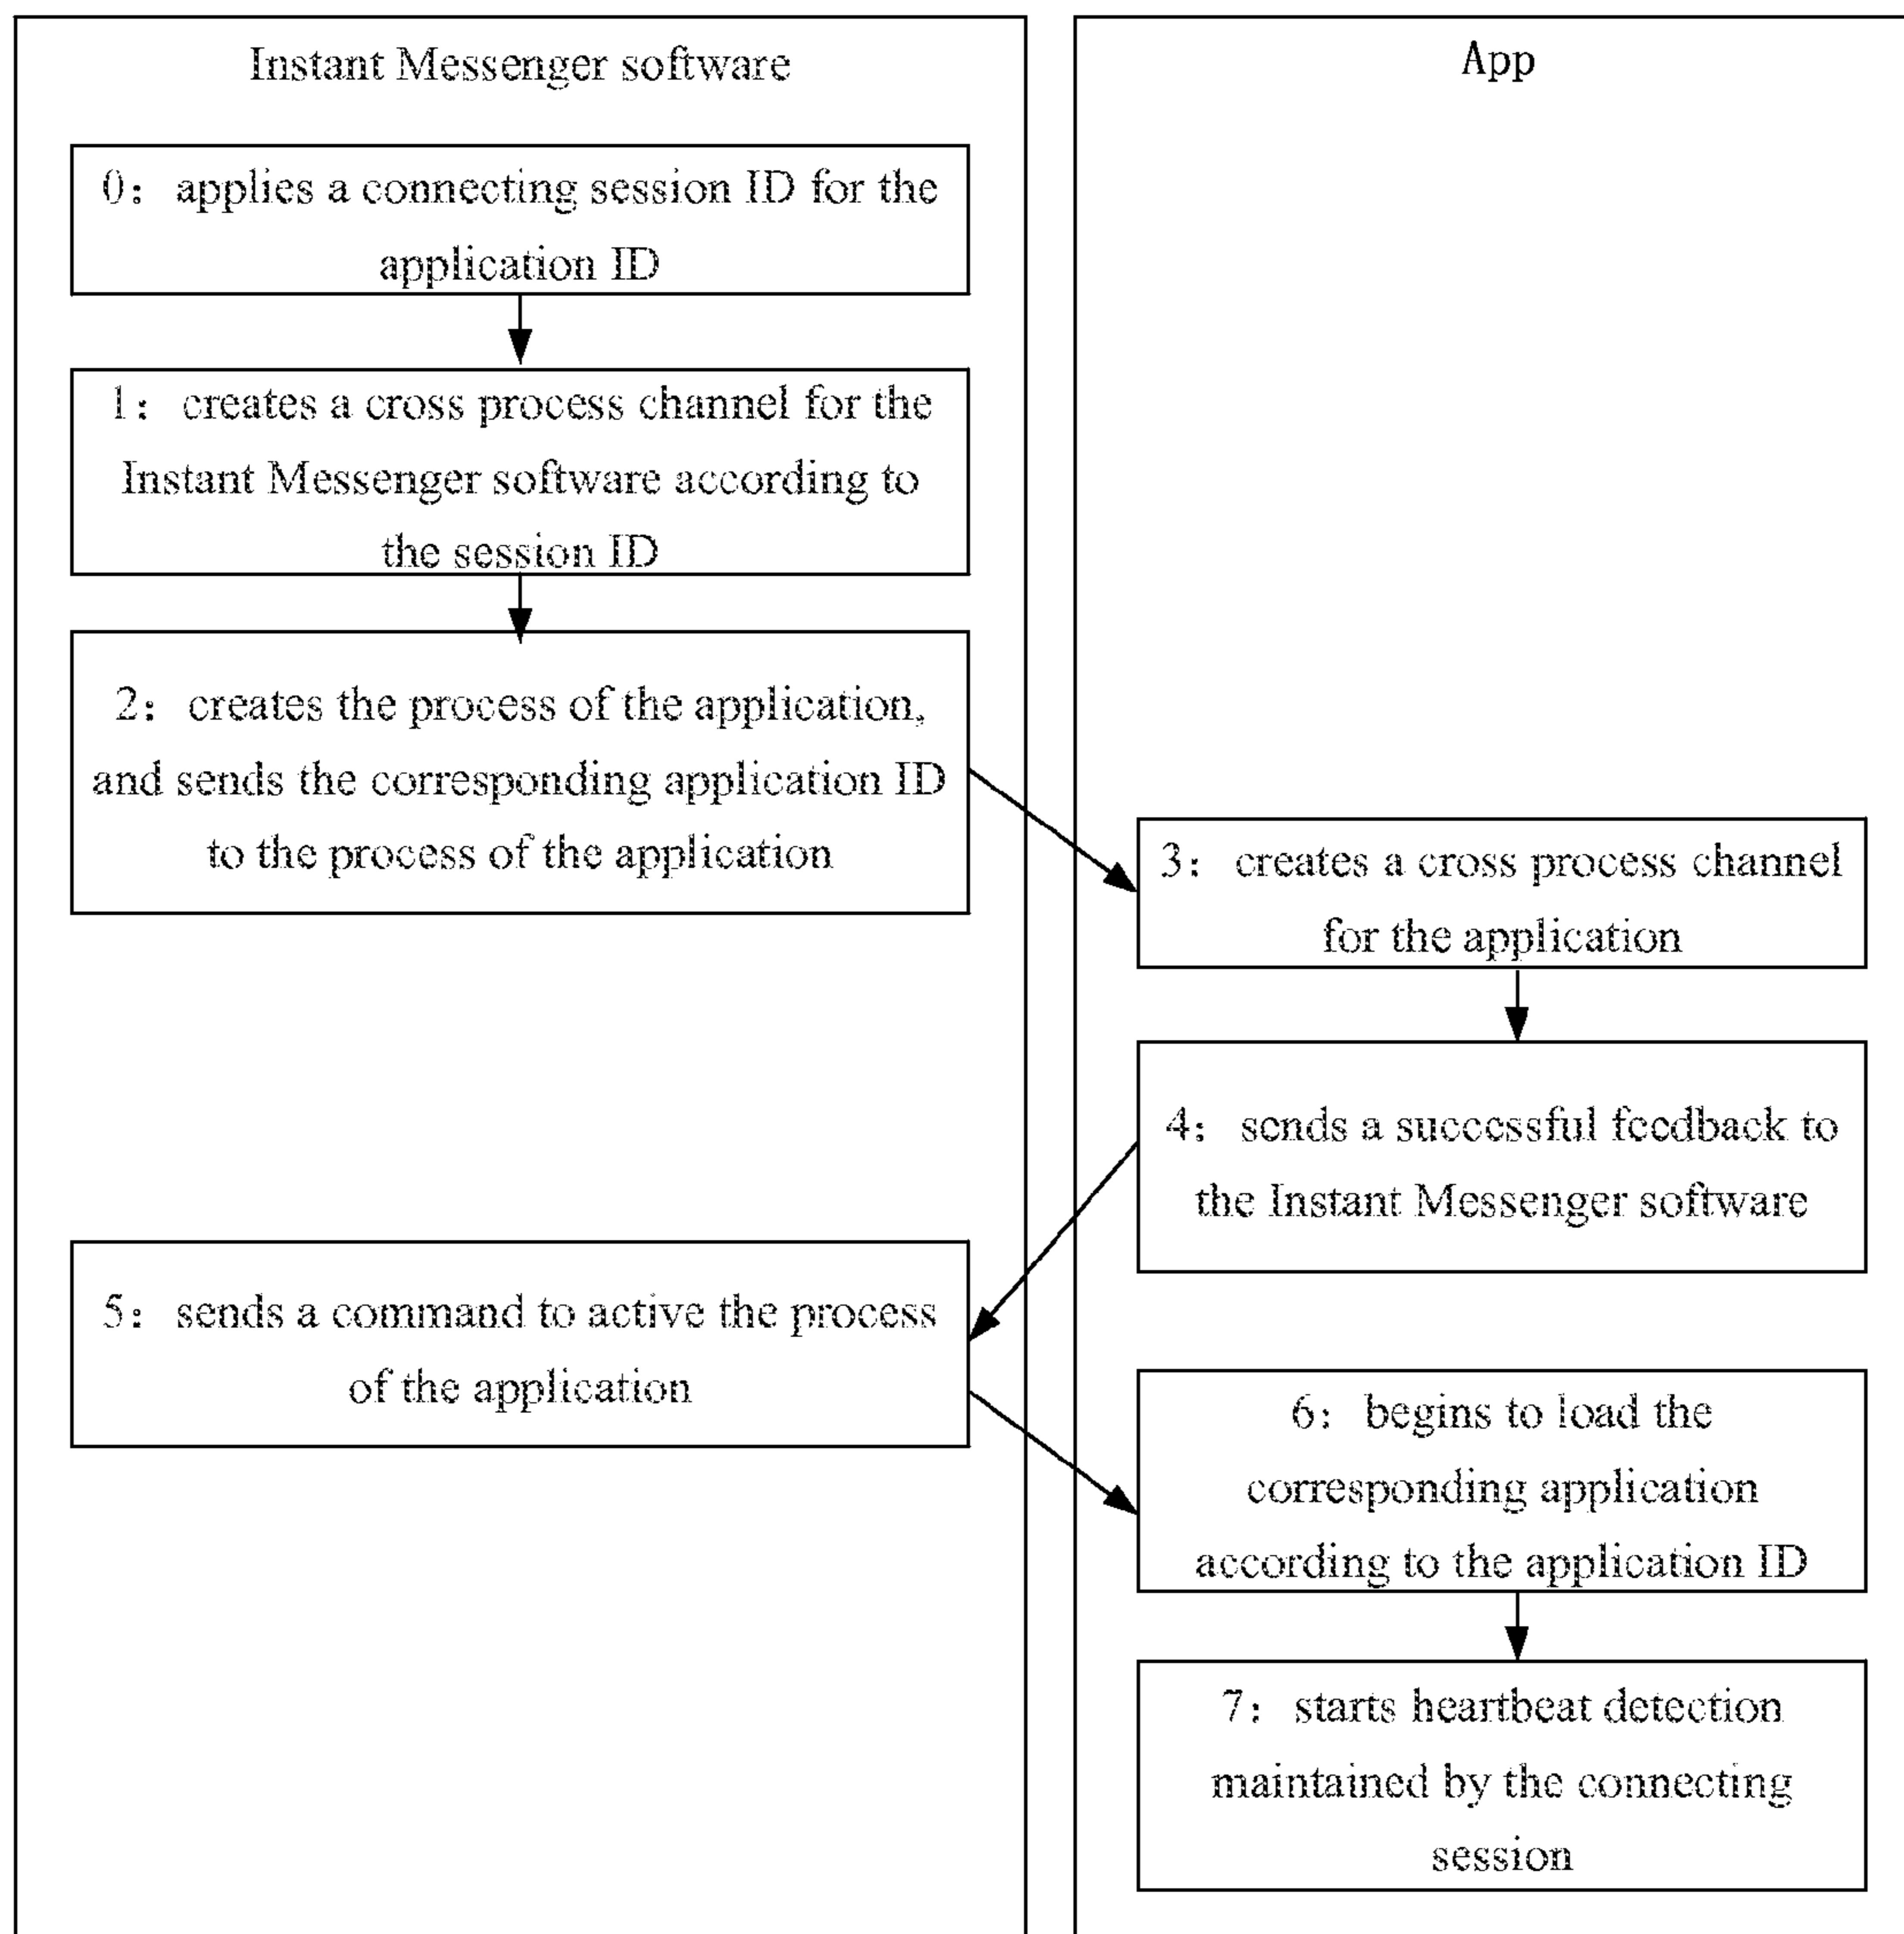 Instant Messenger software
0: applies a connecting session ID for the
application ID
1: creates a cross process channel for the
Instant Messenger software according to
the session ID
2: creates the process of the application,
and sends the corresponding application ID
to the process of the application
5: sends a command to active the process
of the application
App
3: creates a cross process channel
for the application
4: sends a successful feedback to
the Instant Messenger software
6: begins to load the
corresponding application
according to the application ID
7: starts heartbeat detection
maintained by the connecting
session